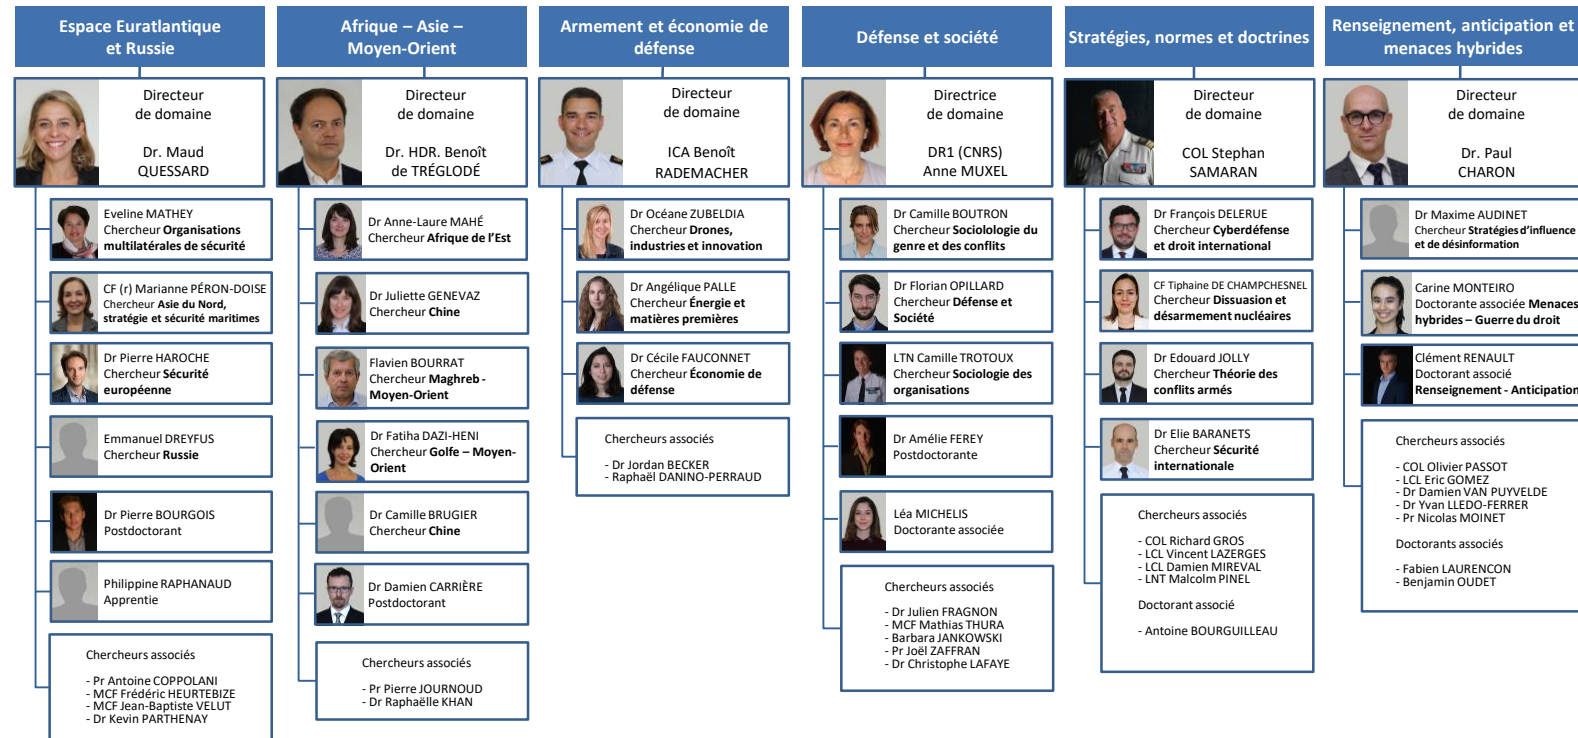 Espace Euratlantique
et Russie
Directeur
de domaine
Dr. Maud
QUESSARD
Eveline MATHEY
Chercheur Organisations
multilatérales de sécurité
CF (r) Marianne PÉRON-DOISE
Chercheur Asie du Nord,
stratégie et sécurité maritimes
Dr Pierre HAROCHE
Chercheur Sécurité
européenne
Emmanuel DREYFUS
Chercheur Russie
Dr Pierre BOURGOIS
Postdoctorant
Philippine RAPHANAUD
Apprentie
Chercheurs associés
- Pr Antoine COPPOLANI
- MCF Frédéric HEURTEBIZE
- MCF Jean-Baptiste VELUT
- Dr Kevin PARTHENAY
Afrique – Asie –
Moyen-Orient
Directeur
de domaine
Dr. HDR. Benoît
de TRÉGLODÉ
Dr Anne-Laure MAHÉ
Chercheur Afrique de l'Est
Dr Juliette GENEVAZ
Chercheur Chine
Flavien BOURRAT
Chercheur Maghreb -
Moyen-Orient
Dr Fatiha DAZI-HENI
Chercheur Golfe – Moyen-
Orient
Dr Camille BRUGIER
Chercheur Chine
Dr Damien CARRIÈRE
Postdoctorant
Chercheurs associés
- Pr Pierre JOURNOUD
- Dr Raphaëlle KHAN
Armement et économie de
défense
Directeur
de domaine
ICA Benoît
RADEMACHER
Dr Océane ZUBELDIA
Chercheur Drones,
industries et innovation
Dr Angélique PALLE
Chercheur Énergie et
matières premières
Dr Cécile FAUCONNET
Chercheur Économie de
défense
Chercheurs associés
- Dr Jordan BECKER
- Raphaël DANINO-PERRAUD
Défense et société
Directrice
de domaine
DR1 (CNRS)
Anne MUXEL
Dr Camille BOUTRON
Chercheur Sociolologie du
genre et des conflits
Dr Florian OPILLARD
Chercheur Défense et
Société
LTN Camille TROTOUX
Chercheur Sociologie des
organisations
Dr Amélie FEREY
Postdoctorante
Léa MICHELIS
Doctorante associée
Chercheurs associés
- Dr Julien FRAGNON
- MCF Mathias THURA
- Barbara JANKOWSKI
- Pr Joël ZAFFRAN
- Dr Christophe LAFAYE
Stratégies, normes et doctrines
Directeur
de domaine
COL Stephan
SAMARAN
Dr François DELERUE
Chercheur Cyberdéfense
et droit international
CF Tiphaine DE CHAMPCHESNEL
Chercheur Dissuasion et
désarmement nucléaires
Dr Edouard JOLLY
Chercheur Théorie des
conflits armés
Dr Elie BARANETS
Chercheur Sécurité
internationale
Chercheurs associés
- COL Richard GROS
- LCL Vincent LAZERGES
- LCL Damien MIREVAL
- LNT Malcolm PINEL
Doctorant associé
- Antoine BOURGUILLEAU
Renseignement, anticipation et
menaces hybrides
Directeur
de domaine
Dr. Paul
CHARON
Dr Maxime AUDINET
Chercheur Stratégies d'influence
et de désinformation
Carine MONTEIRO
Doctorante associée Menaces
hybrides – Guerre du droit
Clément RENAULT
Doctorant associé
Renseignement - Anticipation
Chercheurs associés
- COL Olivier PASSOT
- LCL Eric GOMEZ
- Dr Damien VAN PUYVELDE
- Dr Yvan LLEDO-FERRER
- Pr Nicolas MOINET
Doctorants associés
- Fabien LAURENCON
- Benjamin OUDET